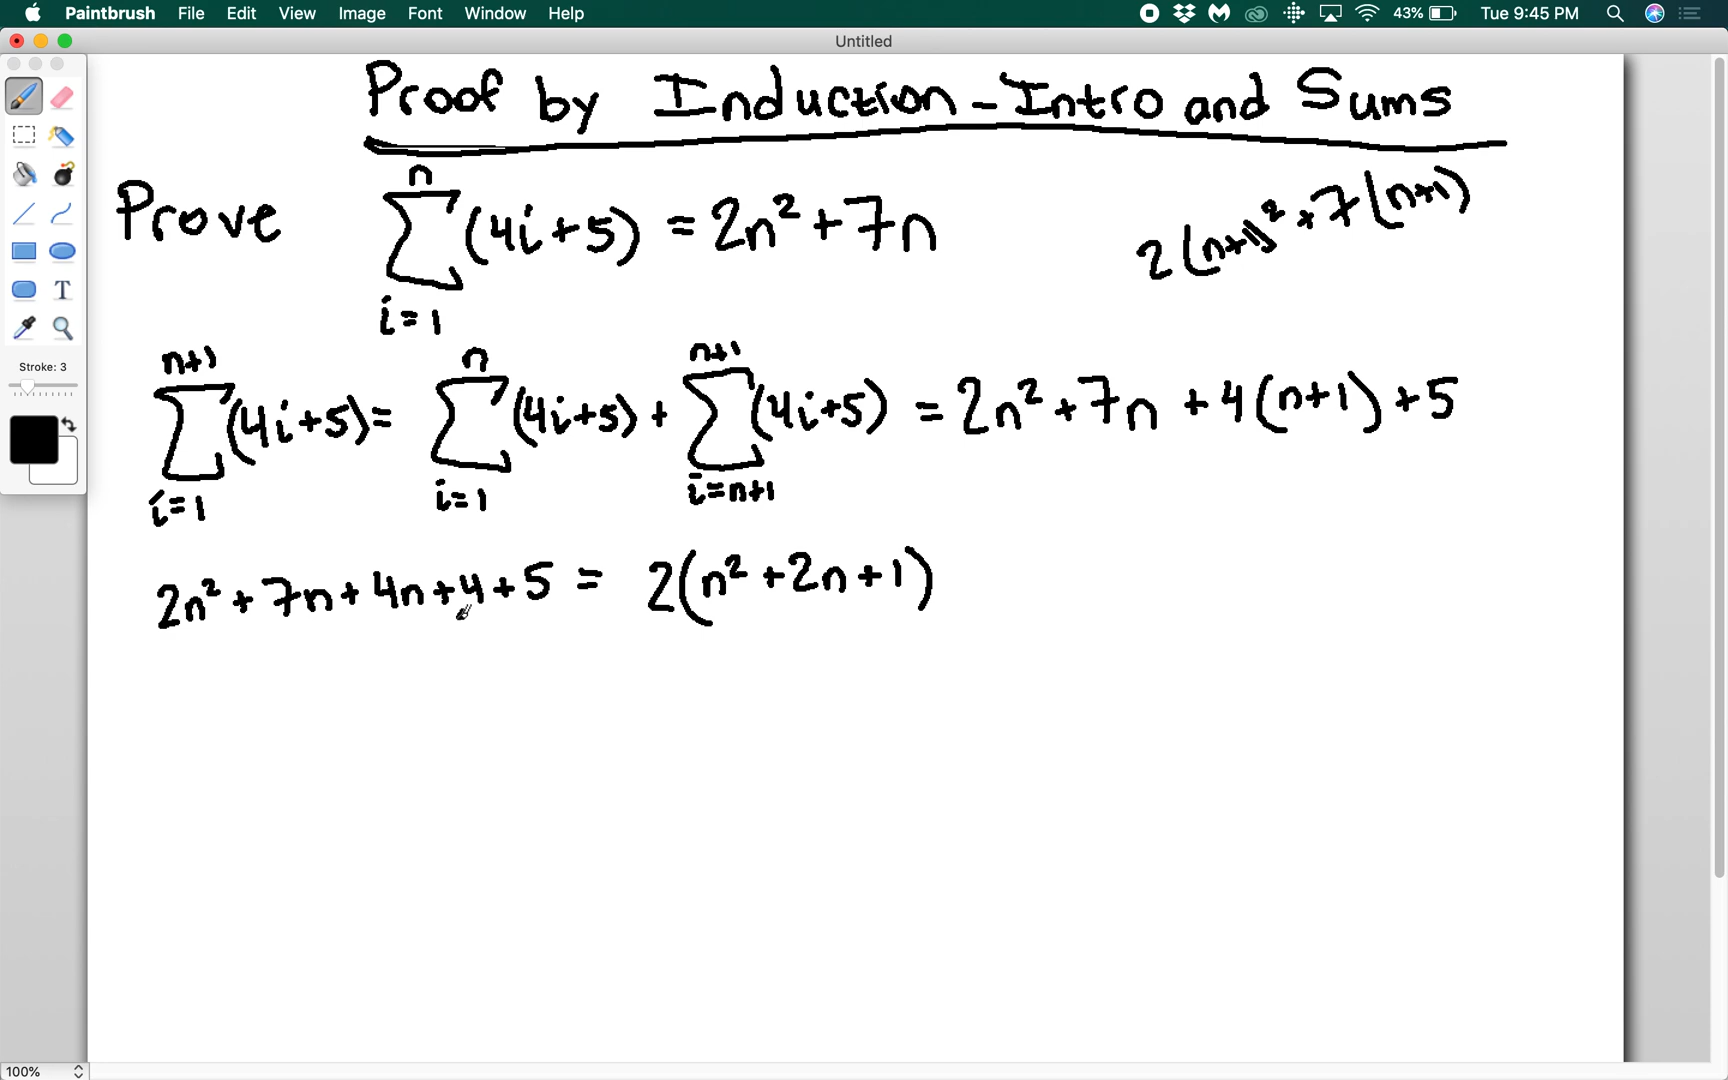 Paintbrush File Edit View Image Font Window Help 43% Tue 9:45 PM
Untitled
Proof by Induction - Intro and Sums
Prove ∑_{i=1}^{n} (4i+5) = 2n² + 7n
2(n+1)² + 7(n+1)
∑_{i=1}^{n+1} (4i+5) = ∑_{i=1}^{n} (4i+5) + ∑_{i=n+1}^{n+1} (4i+5) = 2n² + 7n + 4(n+1) + 5
2n² + 7n + 4n + 4 + 5 = 2(n² + 2n + 1)
T
Stroke: 3
100%